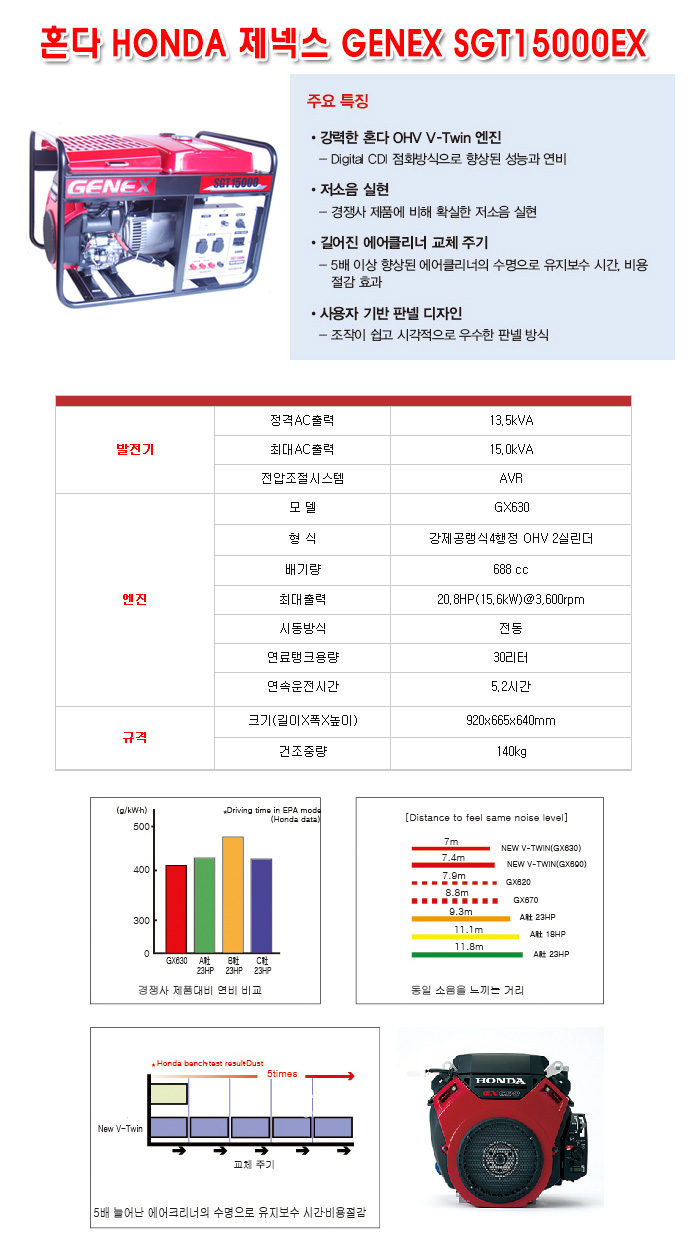 혼다 HONDA 제넥스 GENEX SGT15000EX
GENEX
SGT15000
주요 특징
• 강력한 혼다 OHV V-Twin 엔진
– Digital CDI 점화방식으로 향상된 성능과 연비
• 저소음 실현
– 경쟁사 제품에 비해 확실한 저소음 실현
• 길어진 에어클리너 교체 주기
– 5배 이상 향상된 에어클리너의 수명으로 유지보수 시간, 비용
절감 효과
• 사용자 기반 판넬 디자인
– 조작이 쉽고 시각적으로 우수한 판넬 방식
발전기
정격AC출력 13,5kVA
최대AC출력 15,0kVA
전압조절시스템 AVR
엔진
모 델 GX630
형 식 강제공랭식4행정 OHV 2실린더
배기량 688 cc
최대출력 20,8HP(15,6kW)@3,600rpm
시동방식 전동
연료탱크용량 30리터
연속운전시간 5,2시간
규격
크기(길이X폭X높이) 920x665x640mm
건조중량 140kg
(g/kW·h)
*Driving time in EPA mode
(Honda data)
500
400
300
0
GX630 A社 23HP B社 23HP C社 23HP
경쟁사 제품대비 연비 비교
[Distance to feel same noise level]
7m NEW V-TWIN(GX630)
7.4m NEW V-TWIN(GX690)
7.9m GX620
8.8m GX670
9.3m A社 23HP
11.1m A社 18HP
11.8m A社 23HP
동일 소음을 느끼는 거리
* Honda bench-test result:Dust
5times
New V-Twin
교체 주기
5배 늘어난 에어크리너의 수명으로 유지보수 시간·비용절감
HONDA